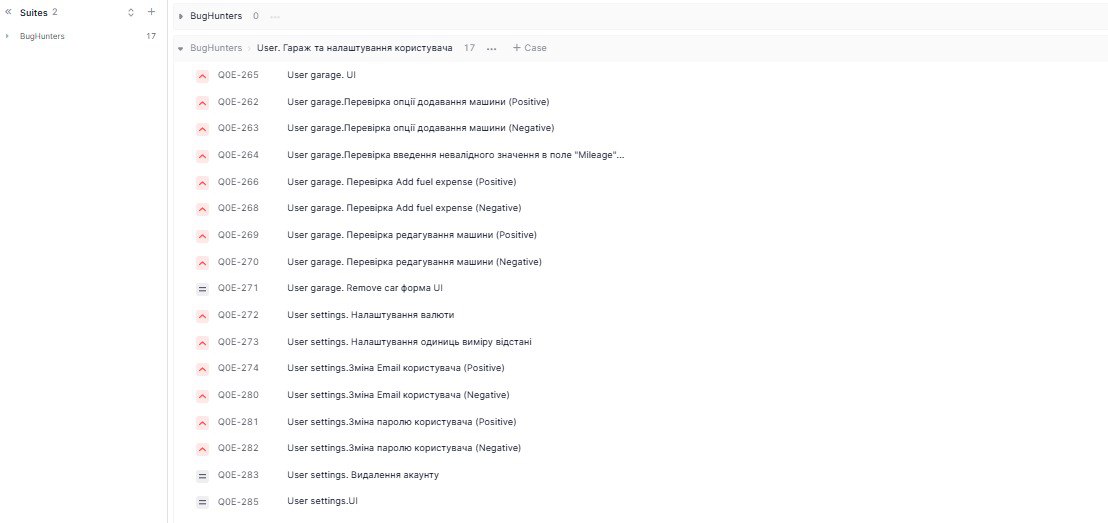 Suites 2
BugHunters 17
BugHunters 0 ...
BugHunters › User. Гараж та налаштування користувача 17 ... + Case
Q0E-265 User garage. UI
Q0E-262 User garage.Перевірка опції додавання машини (Positive)
Q0E-263 User garage.Перевірка опції додавання машини (Negative)
Q0E-264 User garage.Перевірка введення невалідного значення в поле "Mileage"...
Q0E-266 User garage. Перевірка Add fuel expense (Positive)
Q0E-268 User garage. Перевірка Add fuel expense (Negative)
Q0E-269 User garage. Перевірка редагування машини (Positive)
Q0E-270 User garage. Перевірка редагування машини (Negative)
Q0E-271 User garage. Remove car форма UI
Q0E-272 User settings. Налаштування валюти
Q0E-273 User settings. Налаштування одиниць виміру відстані
Q0E-274 User settings.Зміна Email користувача (Positive)
Q0E-280 User settings.Зміна Email користувача (Negative)
Q0E-281 User settings.Зміна паролю користувача (Positive)
Q0E-282 User settings.Зміна паролю користувача (Negative)
Q0E-283 User settings. Видалення акаунту
Q0E-285 User settings.UI